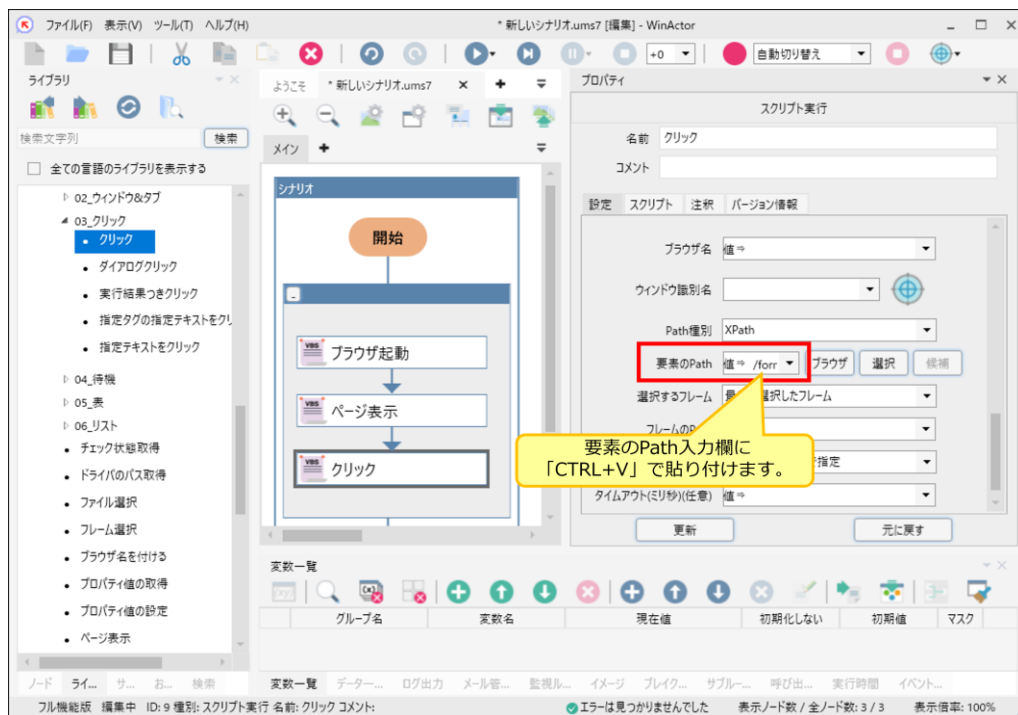 ファイル(F) 表示(V) ツール(T) ヘルプ(H)
* 新しいシナリオ.ums7 [編集] - WinActor
+0
自動切り替え
ライブラリ
検索文字列
検索
全ての言語のライブラリを表示する
02_ウィンドウ&タブ
03_クリック
クリック
ダイアログクリック
実行結果つきクリック
指定タグの指定テキストをクリ
指定テキストをクリック
04_待機
05_表
06_リスト
チェック状態取得
ドライバのパス取得
ファイル選択
フレーム選択
ブラウザ名を付ける
プロパティ値の取得
プロパティ値の設定
ページ表示
ノード ライ... サ... お... 検索
ようこそ * 新しいシナリオ.ums7
メイン
シナリオ
開始
VBS ブラウザ起動
VBS ページ表示
VBS クリック
プロパティ
スクリプト実行
名前 クリック
コメント
設定 スクリプト 注釈 バージョン情報
ブラウザ名 値⇒
ウィンドウ識別名
Path種別 XPath
要素のPath 値⇒ /forr ブラウザ 選択 候補
選択するフレーム 選択したフレーム
フレームのP
指定
要素のPath入力欄に
「CTRL+V」で貼り付けます。
タイムアウト(ミリ秒)(任意) 値⇒
更新 元に戻す
変数一覧
グループ名 変数名 現在値 初期化しない 初期値 マスク
変数一覧 データ... ログ出力 メール管... 監視ル... イメージ ブレイク... サブルー... 呼び出... 実行時間 イベント...
フル機能版 編集中 ID: 9 種別: スクリプト実行 名前: クリック コメント:
エラーは見つかりませんでした 表示ノード数 / 全ノード数: 3 / 3 表示倍率: 100%